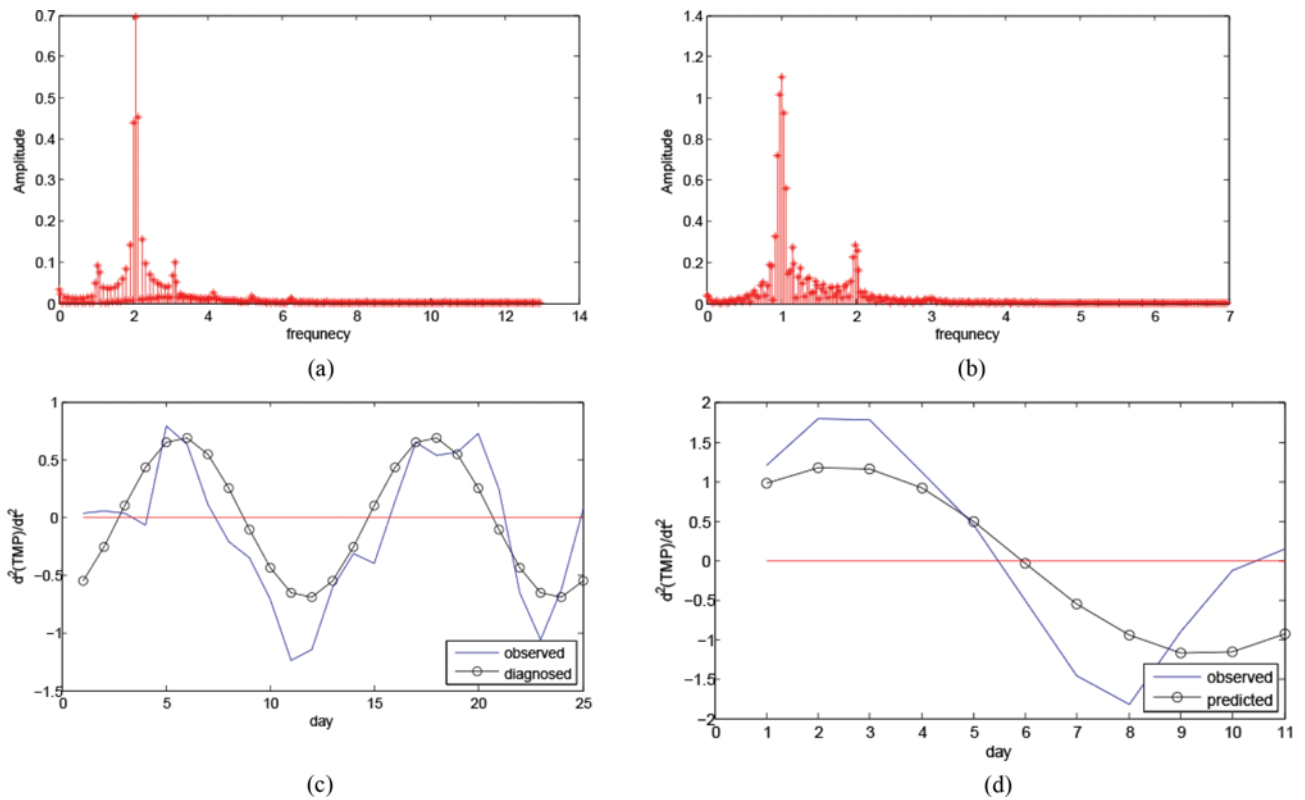 0.7
0.6
0.5
0.4
0.3
0.2
0.1
0
Amplitude
0 2 4 6 8 10 12 14
frequnecy
(a)
1.4
1.2
1
0.8
0.6
0.4
0.2
0
Amplitude
0 1 2 3 4 5 6 7
frequnecy
(b)
1
0.5
0
−0.5
−1
−1.5
d²(TMP)/dt²
0 5 10 15 20 25
day
observed
diagnosed
(c)
2
1.5
1
0.5
0
−0.5
−1
−1.5
−2
d²(TMP)/dt²
0 1 2 3 4 5 6 7 8 9 10 11
day
observed
predicted
(d)